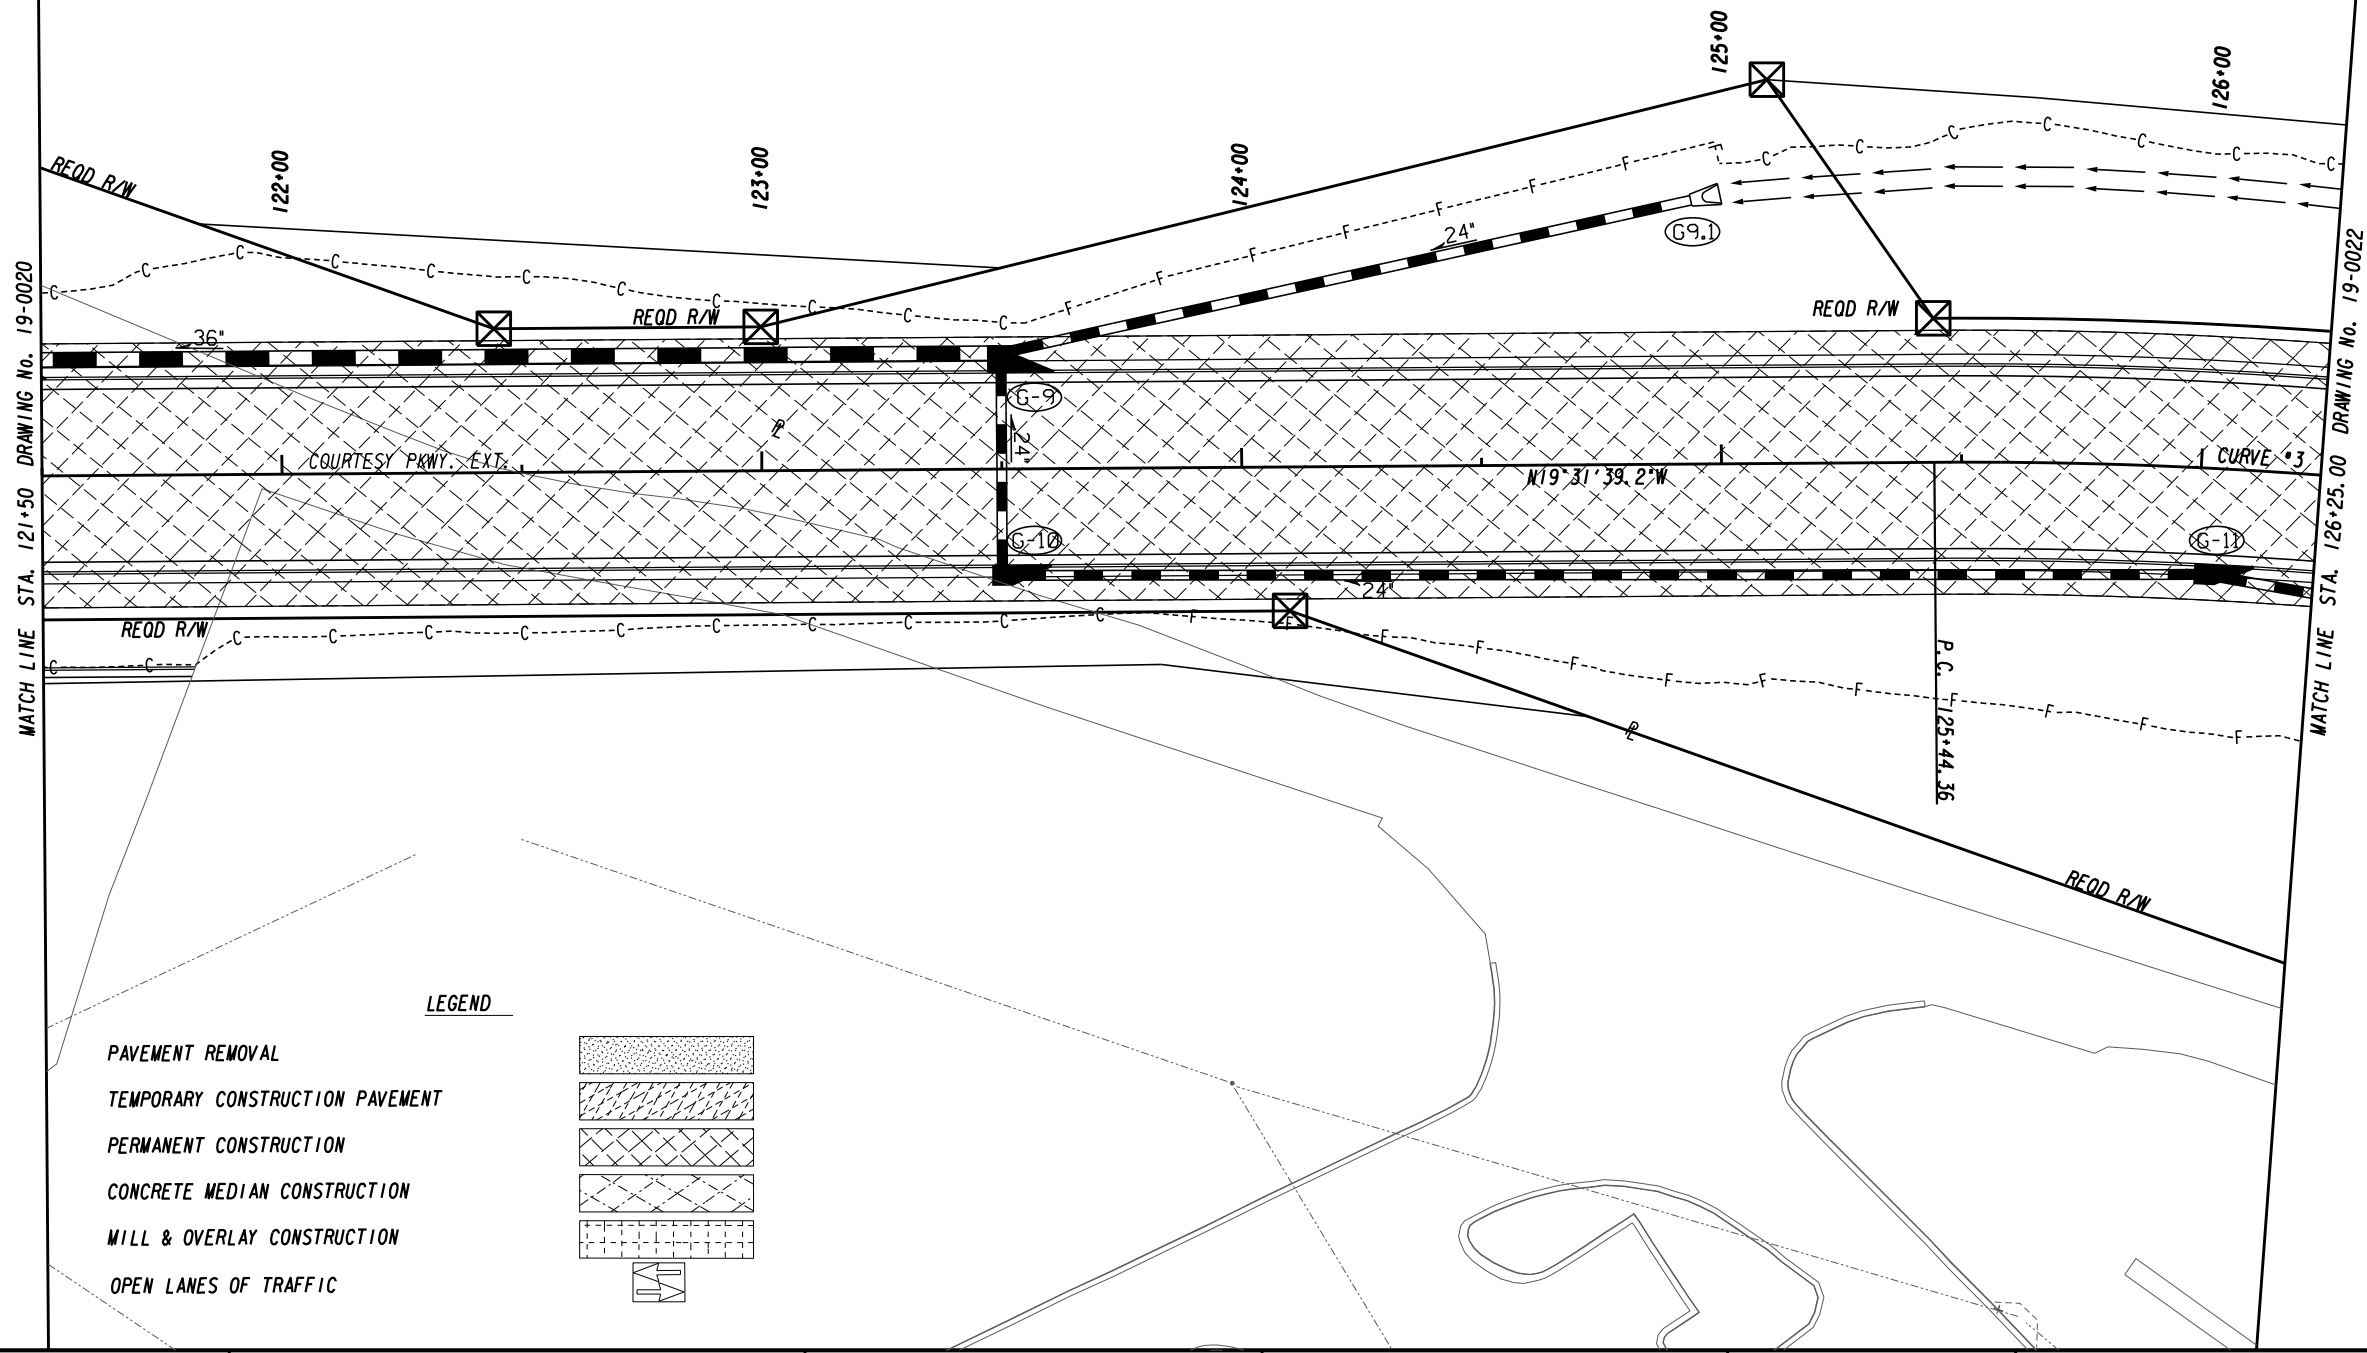 125+00
126+00
122+00
123+00
124+00
REQD R/W
C C C C C C C C C C C
F F F F F F F F
C C C C C C C
24"
G9.1
MATCH LINE STA. 121+50 DRAWING No. 19-0020
36"
REQD R/W
REQD R/W
G-9
24"
COURTESY PKWY. EXT.
N19°31'39.2"W
CURVE #3
G-10
G-11
24"
MATCH LINE STA. 126+25.00 DRAWING No. 19-0022
REQD R/W
C C C C C C C C C C C C
F F F F F F F F F F F F
P.C. 125+44.36
REQD R/W
LEGEND
PAVEMENT REMOVAL
TEMPORARY CONSTRUCTION PAVEMENT
PERMANENT CONSTRUCTION
CONCRETE MEDIAN CONSTRUCTION
MILL & OVERLAY CONSTRUCTION
OPEN LANES OF TRAFFIC